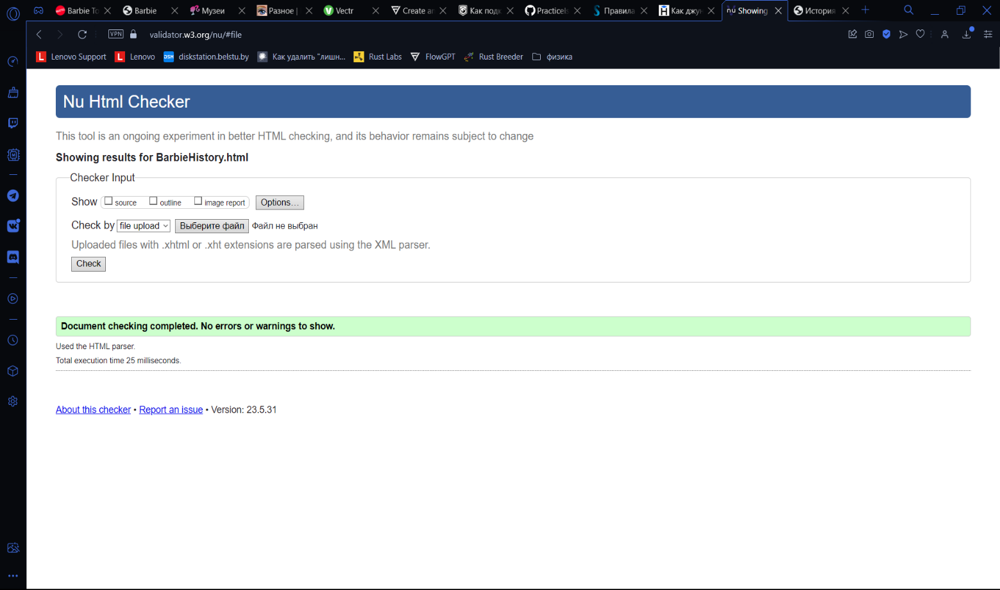 Barbie To
Barbie
Музеи
Разное |
Vectr
Create an
Как подк
Practicels
Правила
Как джун
Showing
История
VPN
validator.w3.org/nu/#file
Lenovo Support
Lenovo
diskstation.belstu.by
Как удалить "лишн...
Rust Labs
FlowGPT
Rust Breeder
физика
Nu Html Checker
This tool is an ongoing experiment in better HTML checking, and its behavior remains subject to change
Showing results for BarbieHistory.html
Checker Input
Show source outline image report Options...
Check by file upload Выберите файл Файл не выбран
Uploaded files with .xhtml or .xht extensions are parsed using the XML parser.
Check
Document checking completed. No errors or warnings to show.
Used the HTML parser.
Total execution time 25 milliseconds.
About this checker • Report an issue • Version: 23.5.31